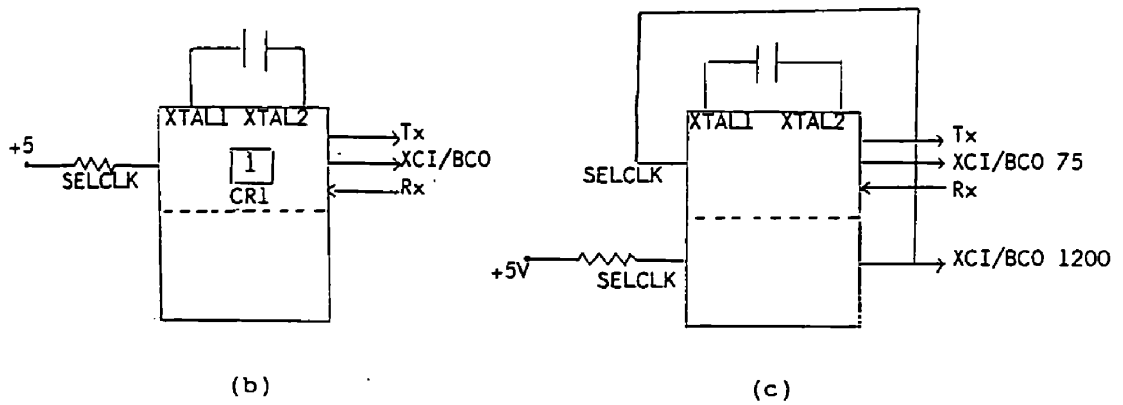 XTAL1 XTAL2
+5
SELCLK
1
CR1
Tx
XCI/BCO
Rx
(b)
XTAL1 XTAL2
SELCLK
Tx
XCI/BCO 75
Rx
+5V
SELCLK
XCI/BCO 1200
(c)